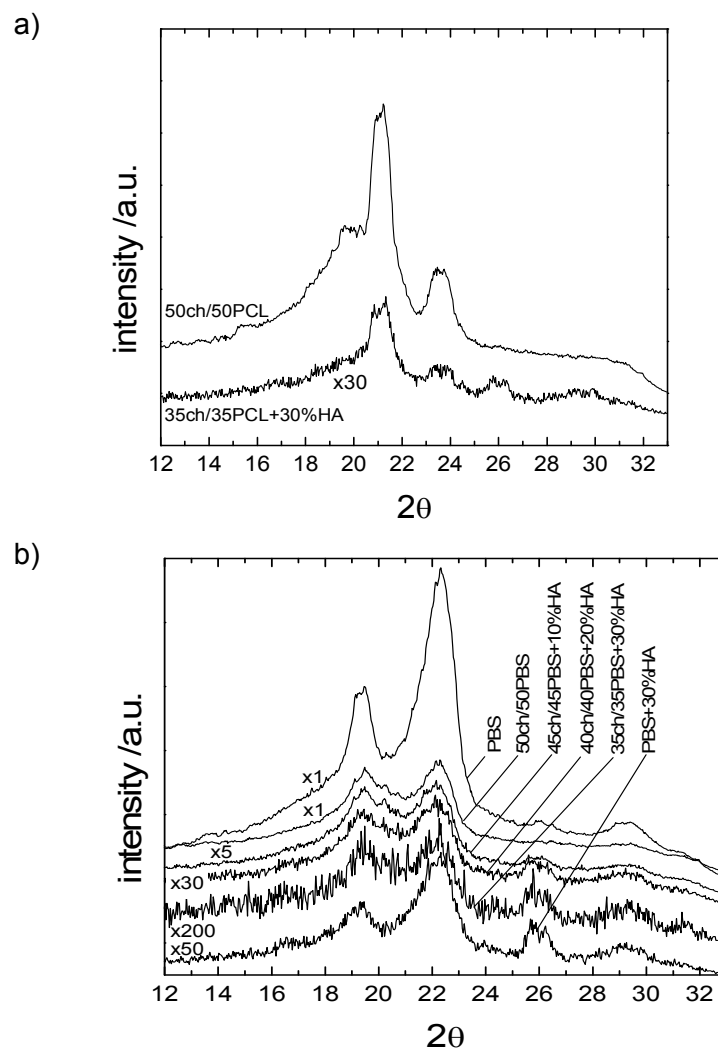 a)
intensity /a.u.
50ch/50PCL
x30
35ch/35PCL+30%HA
12 14 16 18 20 22 24 26 28 30 32
2θ
b)
intensity /a.u.
PBS
50ch/50PBS
45ch/45PBS+10%HA
40ch/40PBS+20%HA
35ch/35PBS+30%HA
PBS+30%HA
x1
x1
x5
x30
x200
x50
12 14 16 18 20 22 24 26 28 30 32
2θ